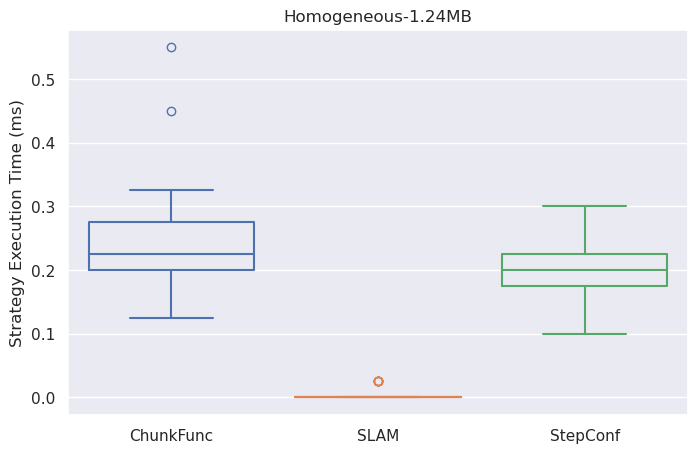 Homogeneous-1.24MB
Strategy Execution Time (ms)
0.5
0.4
0.3
0.2
0.1
0.0
ChunkFunc
SLAM
StepConf